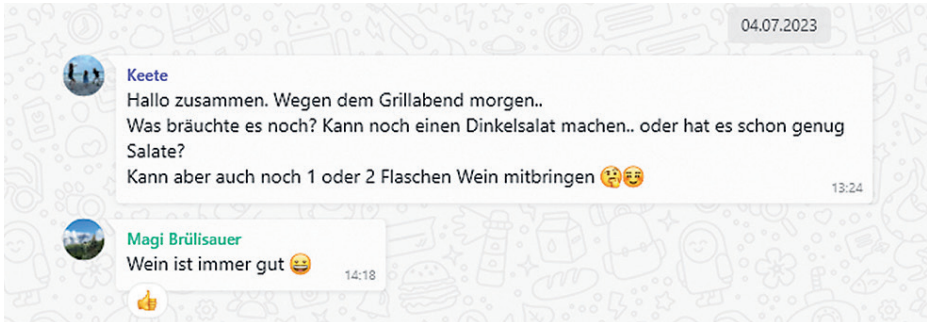 04.07.2023
Keete
Hallo zusammen. Wegen dem Grillabend morgen..
Was bräuchte es noch? Kann noch einen Dinkelsalat machen.. oder hat es schon genug
Salate?
Kann aber auch noch 1 oder 2 Flaschen Wein mitbringen 🤔☺️
13:24
Magi Brülisauer
Wein ist immer gut 😄
14:18
👍